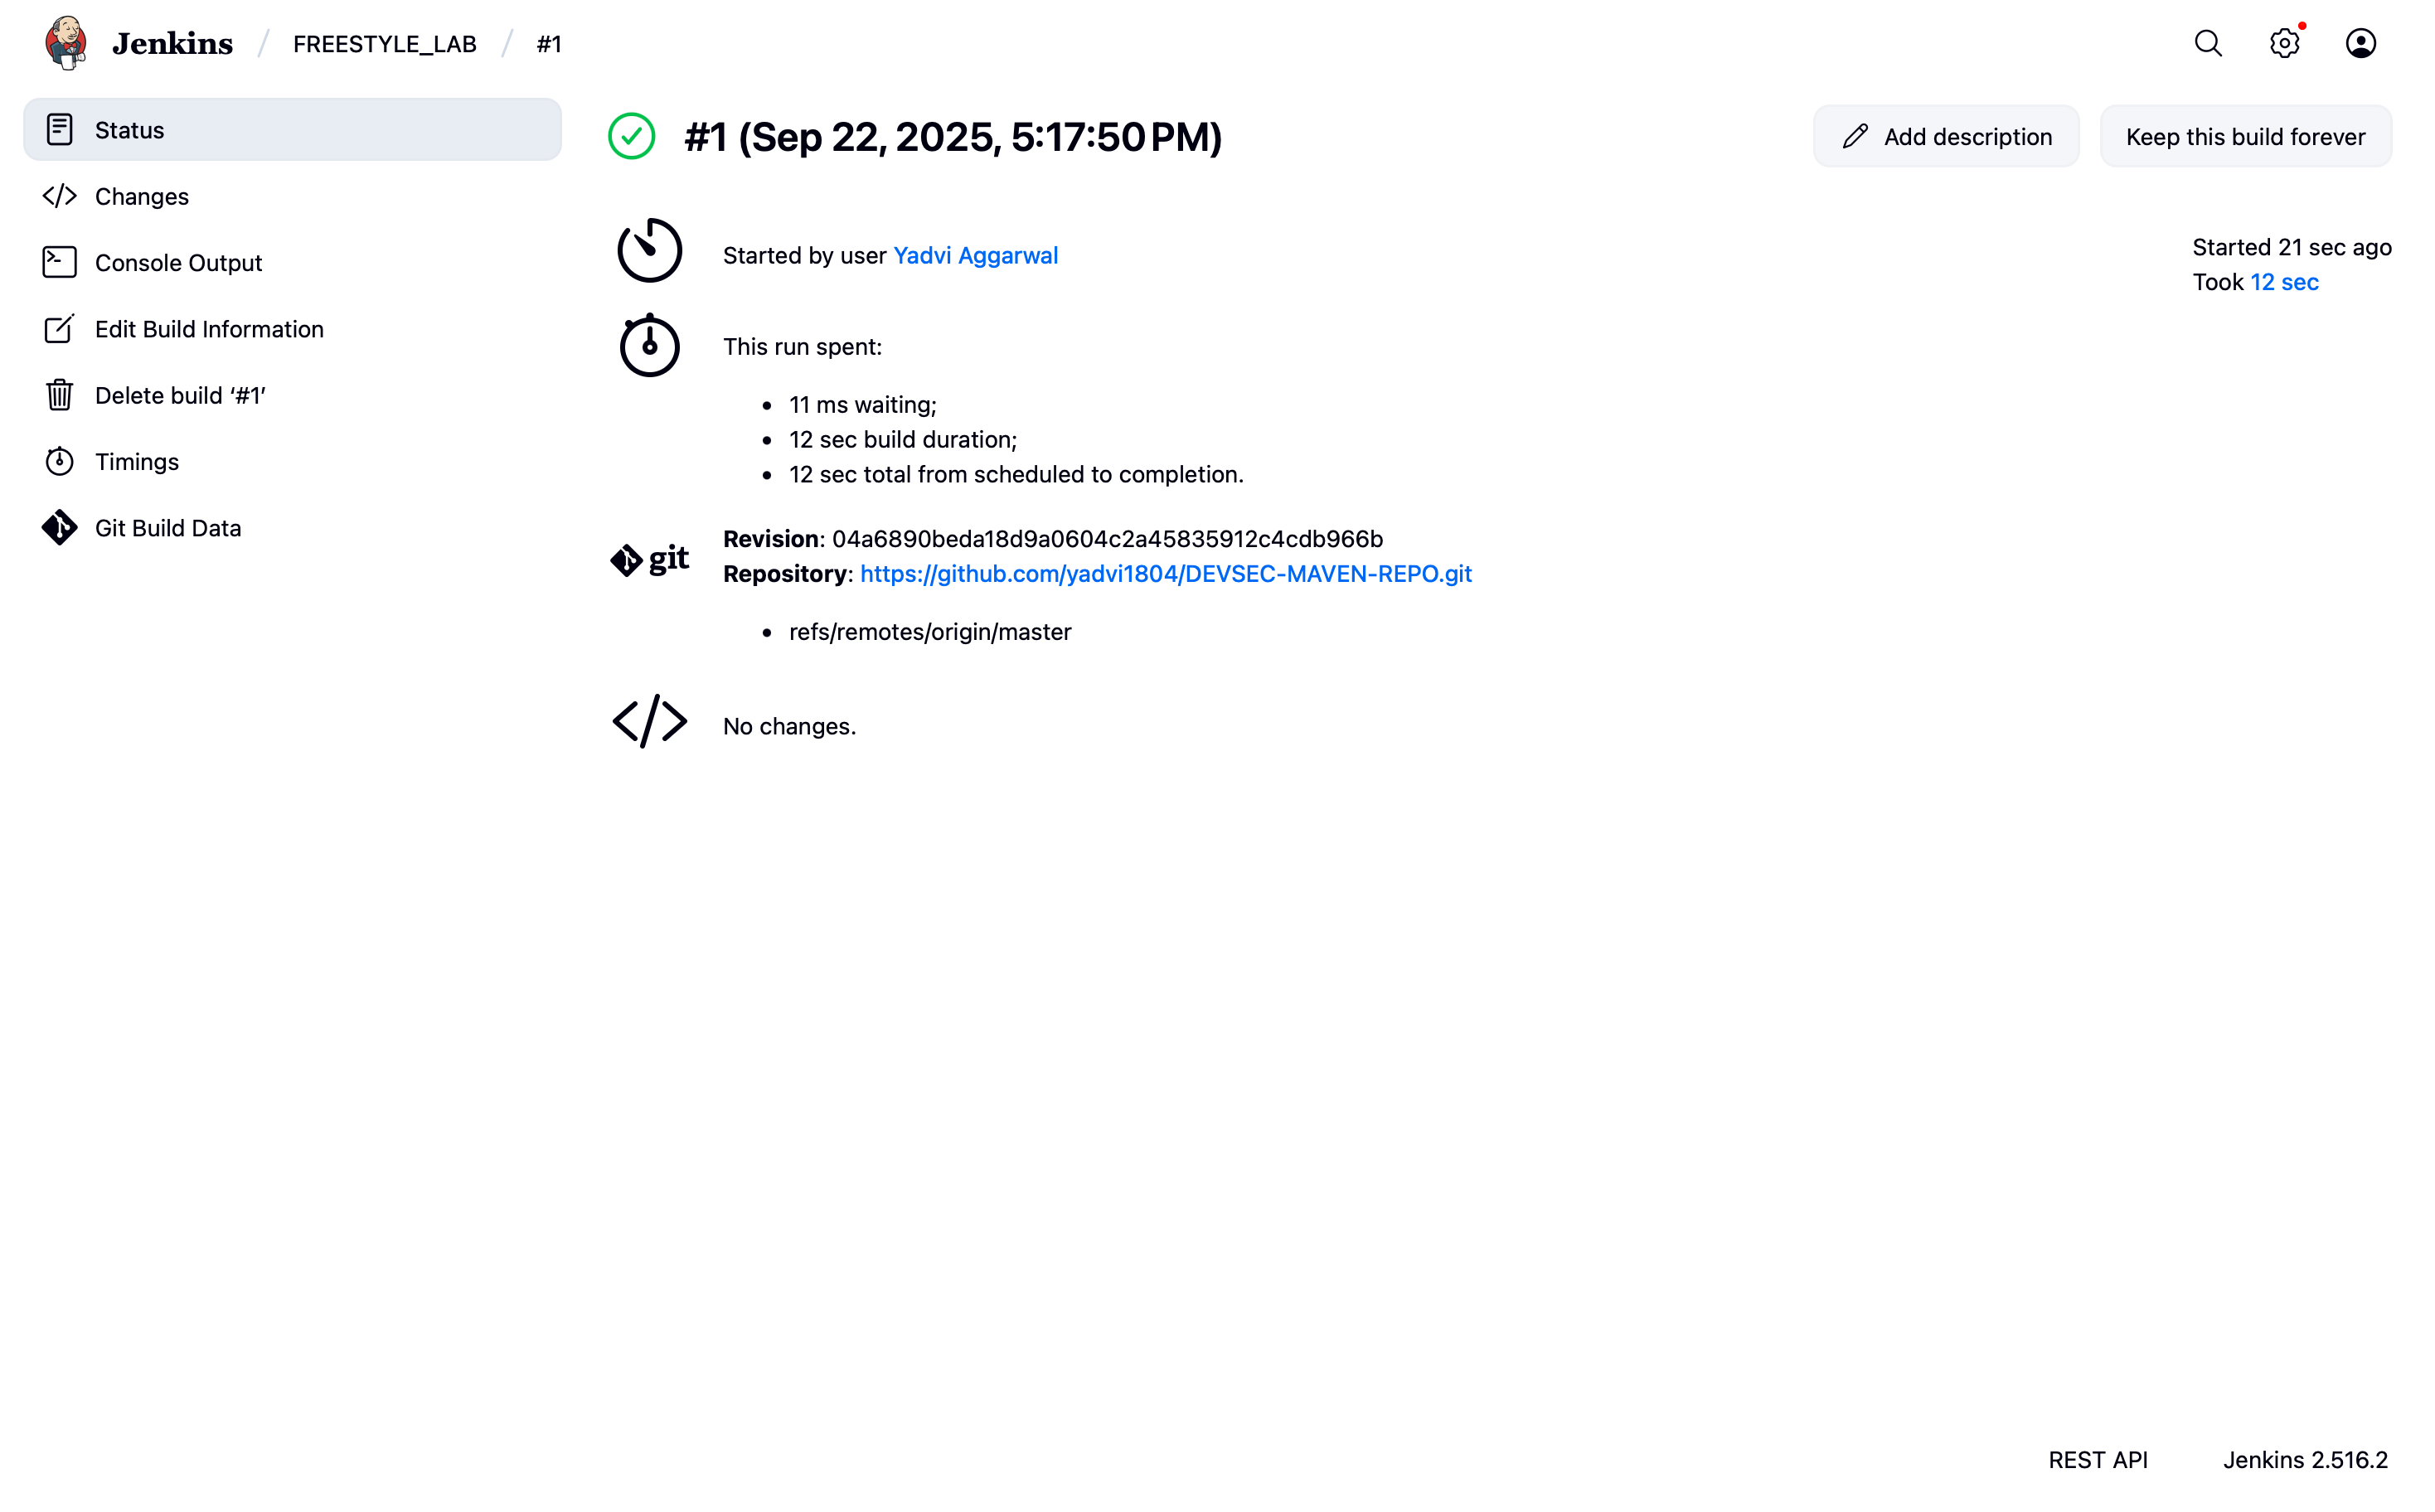 Jenkins / FREESTYLE_LAB / #1
Status
Changes
Console Output
Edit Build Information
Delete build ‘#1’
Timings
Git Build Data
#1 (Sep 22, 2025, 5:17:50 PM)
Add description
Keep this build forever
Started by user Yadvi Aggarwal
Started 21 sec ago
Took 12 sec
This run spent:
• 11 ms waiting;
• 12 sec build duration;
• 12 sec total from scheduled to completion.
git
Revision: 04a6890beda18d9a0604c2a45835912c4cdb966b
Repository: https://github.com/yadvi1804/DEVSEC-MAVEN-REPO.git
• refs/remotes/origin/master
No changes.
REST API
Jenkins 2.516.2